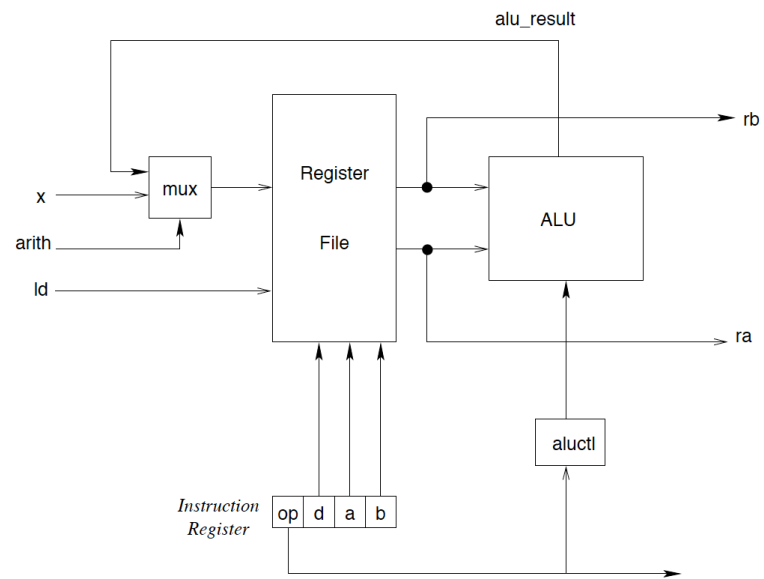 alu_result
rb
Register
mux
x
ALU
arith
File
ld
ra
aluctl
Instruction
Register
op d a b